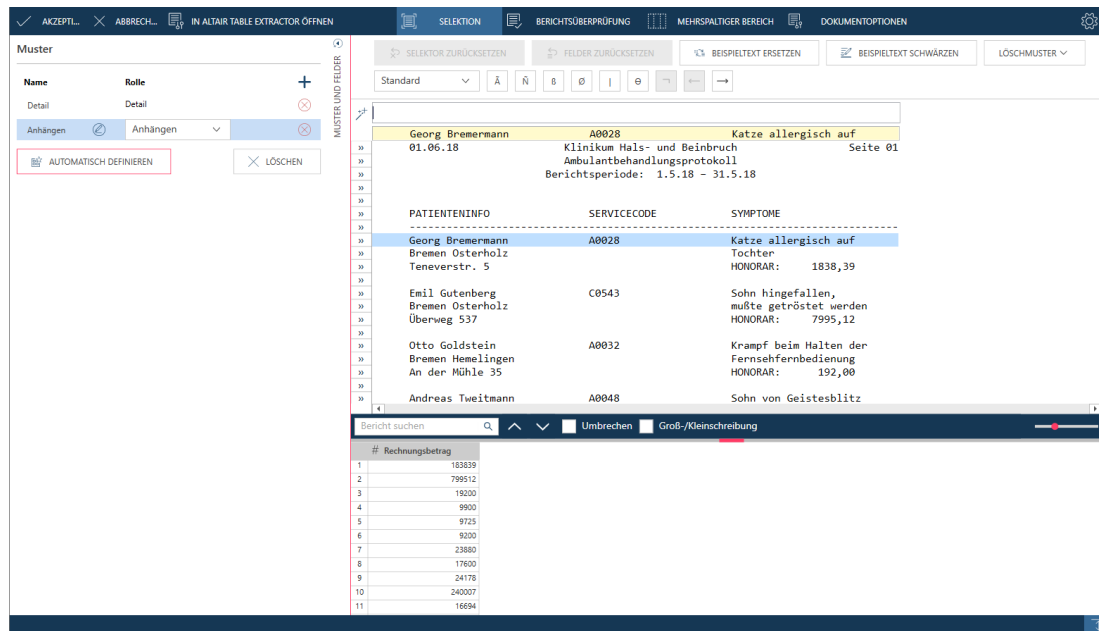 AKZEPTI... ABBRECH... IN ALTAIR TABLE EXTRACTOR ÖFFNEN SELEKTION BERICHTSÜBERPRÜFUNG MEHRSPALTIGER BEREICH DOKUMENTOPTIONEN
Muster
Name Rolle +
Detail Detail
Anhängen Anhängen
AUTOMATISCH DEFINIEREN LÖSCHEN
MUSTER UND FELDER
SELEKTOR ZURÜCKSETZEN FELDER ZURÜCKSETZEN BEISPIELTEXT ERSETZEN BEISPIELTEXT SCHWÄRZEN LÖSCHMUSTER
Standard Ã Ñ ß Ø | ¬ ← →
Georg Bremermann A0028 Katze allergisch auf
» 01.06.18 Klinikum Hals- und Beinbruch Seite 01
» Ambulantbehandlungsprotokoll
» Berichtsperiode: 1.5.18 – 31.5.18
»
»
» PATIENTENINFO SERVICECODE SYMPTOME
» --------------------------------------------------------------------------
» Georg Bremermann A0028 Katze allergisch auf
» Bremen Osterholz Tochter
» Teneverstr. 5 HONORAR: 1838,39
»
» Emil Gutenberg C0543 Sohn hingefallen,
» Bremen Osterholz mußte getröstet werden
» Überweg 537 HONORAR: 7995,12
»
» Otto Goldstein A0032 Krampf beim Halten der
» Bremen Hemelingen Fernsehfernbedienung
» An der Mühle 35 HONORAR: 192,00
»
» Andreas Tweitmann A0048 Sohn von Geistesblitz
Bericht suchen Umbrechen Groß-/Kleinschreibung
# Rechnungsbetrag
1 183839
2 799512
3 19200
4 9900
5 9725
6 9200
7 23880
8 17600
9 24178
10 240007
11 16694